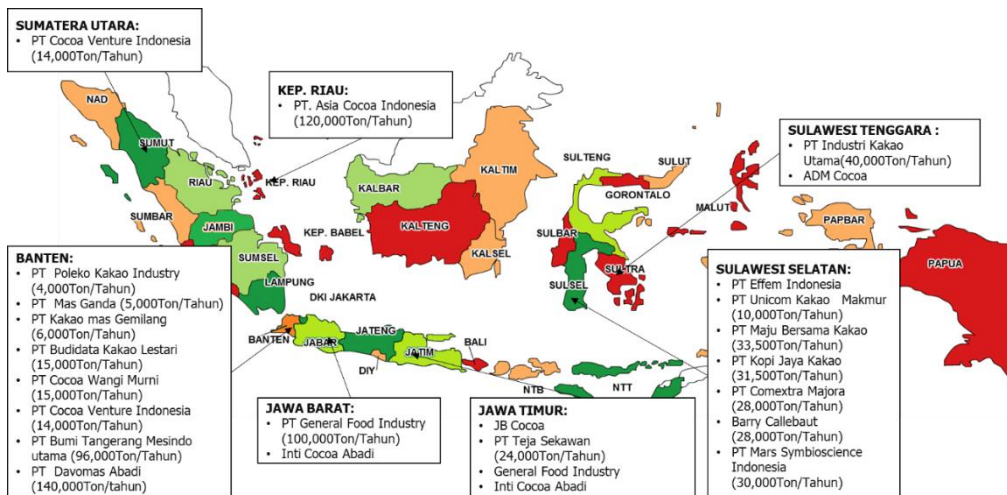 SUMATERA UTARA:
• PT Cocoa Venture Indonesia
(14,000Ton/Tahun)
KEP. RIAU:
• PT. Asia Cocoa Indonesia
(120,000Ton/Tahun)
SULAWESI TENGGARA :
• PT Industri Kakao
Utama(40,000Ton/Tahun)
• ADM Cocoa
NAD
SUMUT
RIAU
KEP. RIAU
SUMBAR
JAMBI
KEP. BABEL
SUMSEL
LAMPUNG
DKI JAKARTA
BANTEN
JABAR
JATENG
DIY
JATIM
BALI
NTB
NTT
KALBAR
KALTENG
KALTIM
KALSEL
SULTENG
SULUT
GORONTALO
SULBAR
SULSEL
SULTRA
MALUT
PAPBAR
PAPUA
BANTEN:
• PT Poleko Kakao Industry
(4,000Ton/Tahun)
• PT Mas Ganda (5,000Ton/Tahun)
• PT Kakao mas Gemilang
(6,000Ton/Tahun)
• PT Budidata Kakao Lestari
(15,000Ton/Tahun)
• PT Cocoa Wangi Murni
(15,000Ton/Tahun)
• PT Cocoa Venture Indonesia
(14,000Ton/Tahun)
• PT Bumi Tangerang Mesindo
utama (96,000Ton/Tahun)
• PT Davomas Abadi
(140,000Ton/tahun)
JAWA BARAT:
• PT General Food Industry
(100,000Ton/Tahun)
• Inti Cocoa Abadi
JAWA TIMUR:
• JB Cocoa
• PT Teja Sekawan
(24,000Ton/Tahun)
• General Food Industry
• Inti Cocoa Abadi
SULAWESI SELATAN:
• PT Effem Indonesia
• PT Unicom Kakao Makmur
(10,000Ton/Tahun)
• PT Maju Bersama Kakao
(33,500Ton/Tahun)
• PT Kopi Jaya Kakao
(31,500Ton/Tahun)
• PT Comextra Majora
(28,000Ton/Tahun)
• Barry Callebaut
(28,000Ton/Tahun)
• PT Mars Symbioscience
Indonesia
(30,000Ton/Tahun)